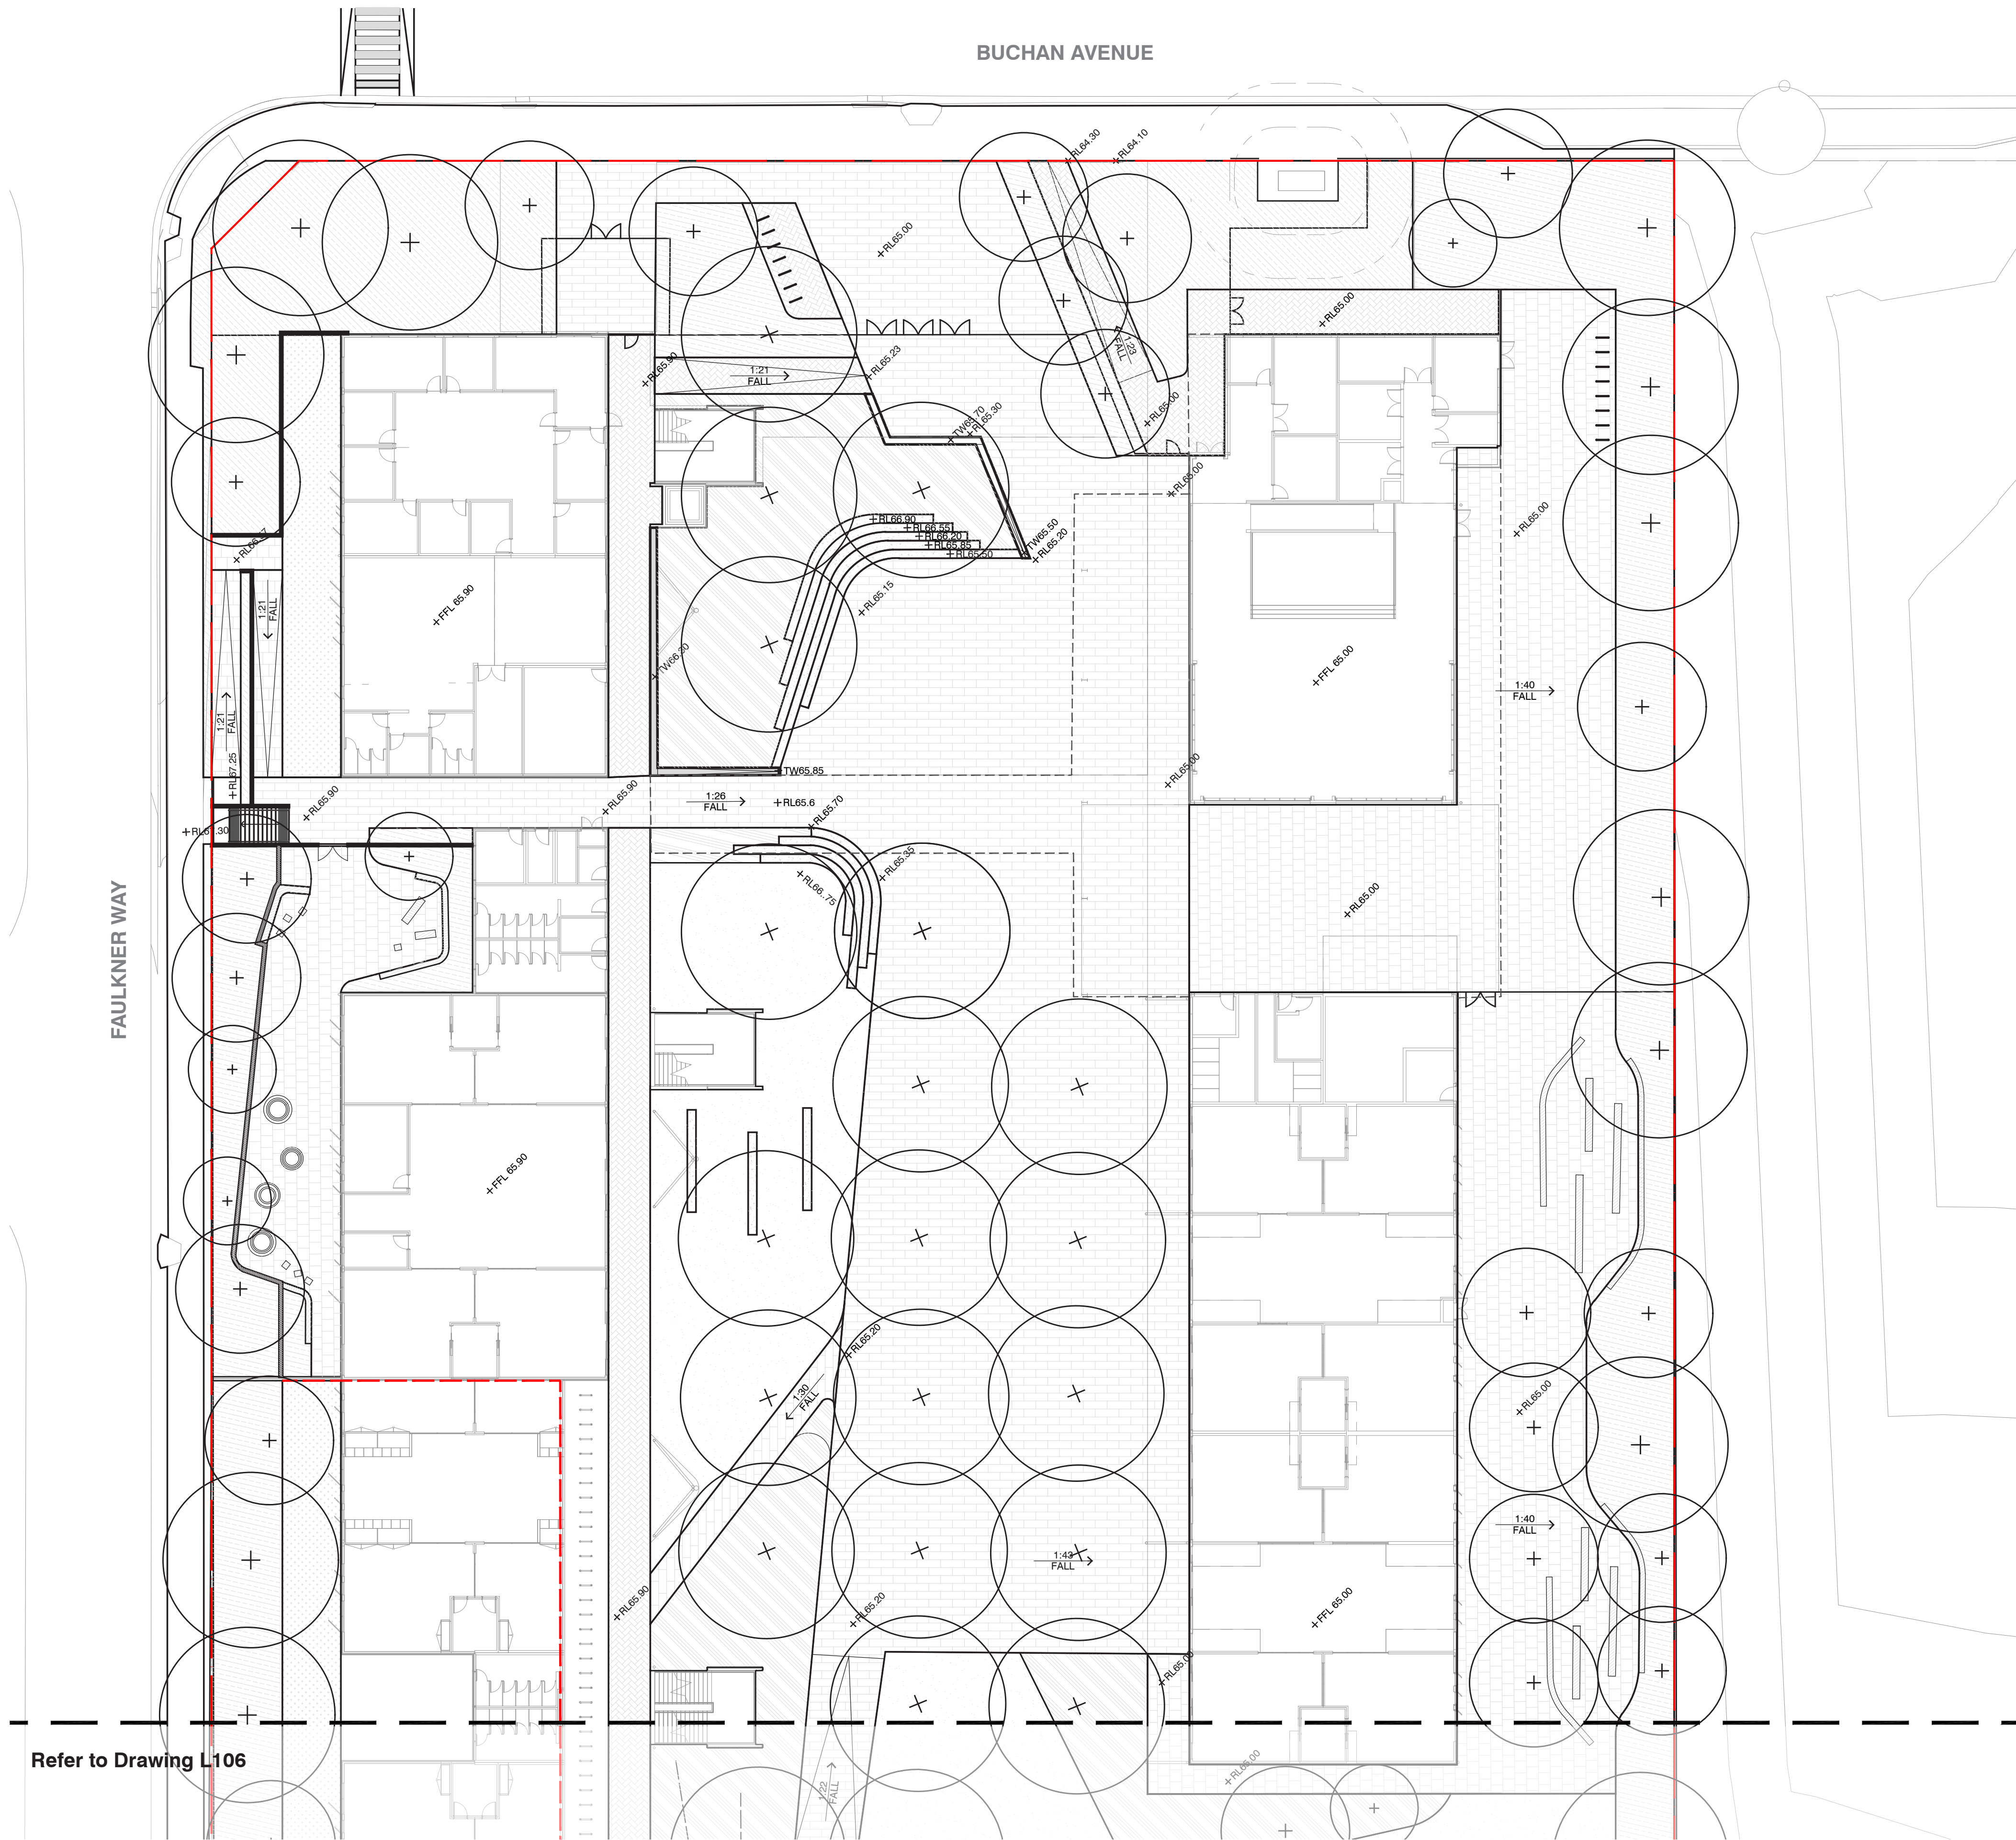 BUCHAN AVENUE
+RL64.30
+RL64.10
+RL65.00
+RL65.00
1:23
FALL
+RL65.23
+RL65.90
1:21
FALL
+TW65.70
+RL65.30
+RL65.00
+RL65.00
+RL66.90
+RL66.55
+RL66.20
+RL65.85
+RL65.50
+TW65.50
+RL65.20
+RL65.00
1:21
FALL
+FFL 65.90
+RL65.15
+FFL 65.00
1:40
FALL
1:21
FALL
+RL67.25
TW65.85
+RL65.00
+RL65.90
+RL65.90
1:26
FALL
+RL65.6
+RL65.70
+RL65.35
+RL66.75
+RL65.00
FAULKNER WAY
+FFL 65.90
+RL65.20
1:30
FALL
+RL65.00
1:40
FALL
1:43
FALL
+RL65.90
+RL65.20
+FFL 65.00
+RL65.00
Refer to Drawing L106
1:22
FALL